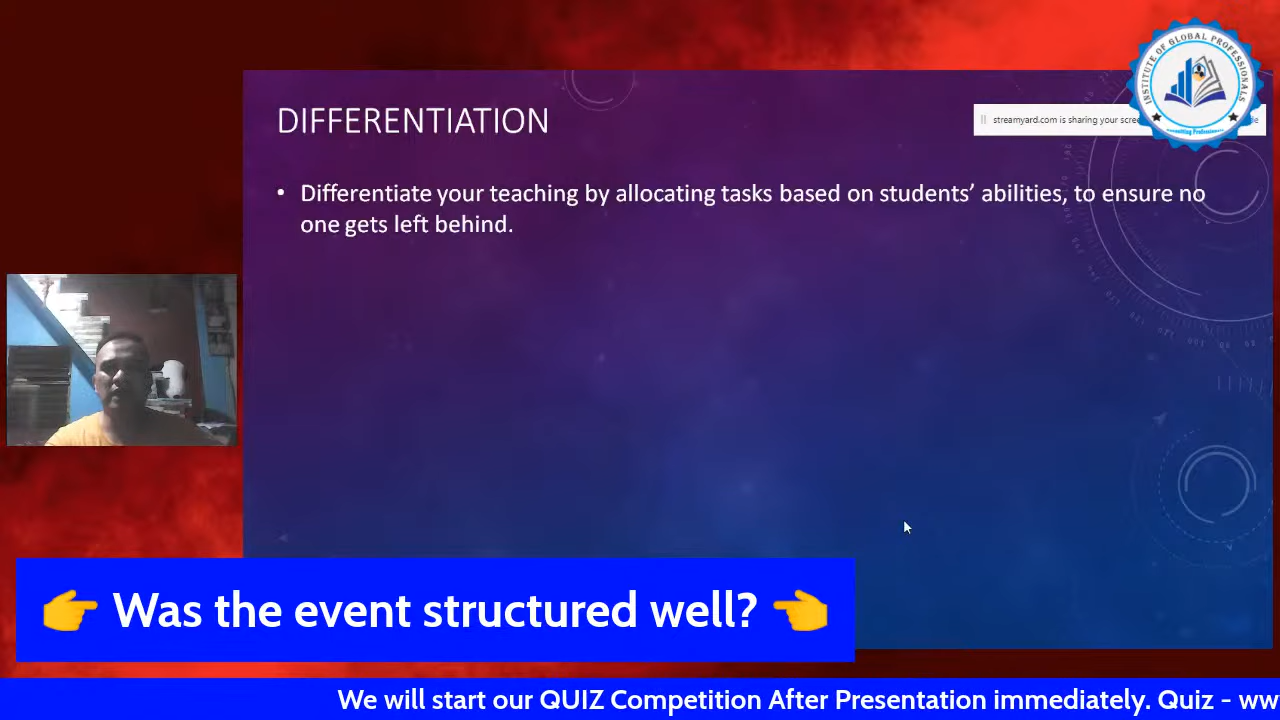 INSTITUTE OF GLOBAL PROFESSIONALS
DIFFERENTIATION
streamyard.com is sharing your
• Differentiate your teaching by allocating tasks based on students’ abilities, to ensure no
one gets left behind.
👉 Was the event structured well? 👈
We will start our QUIZ Competition After Presentation immediately. Quiz - ww